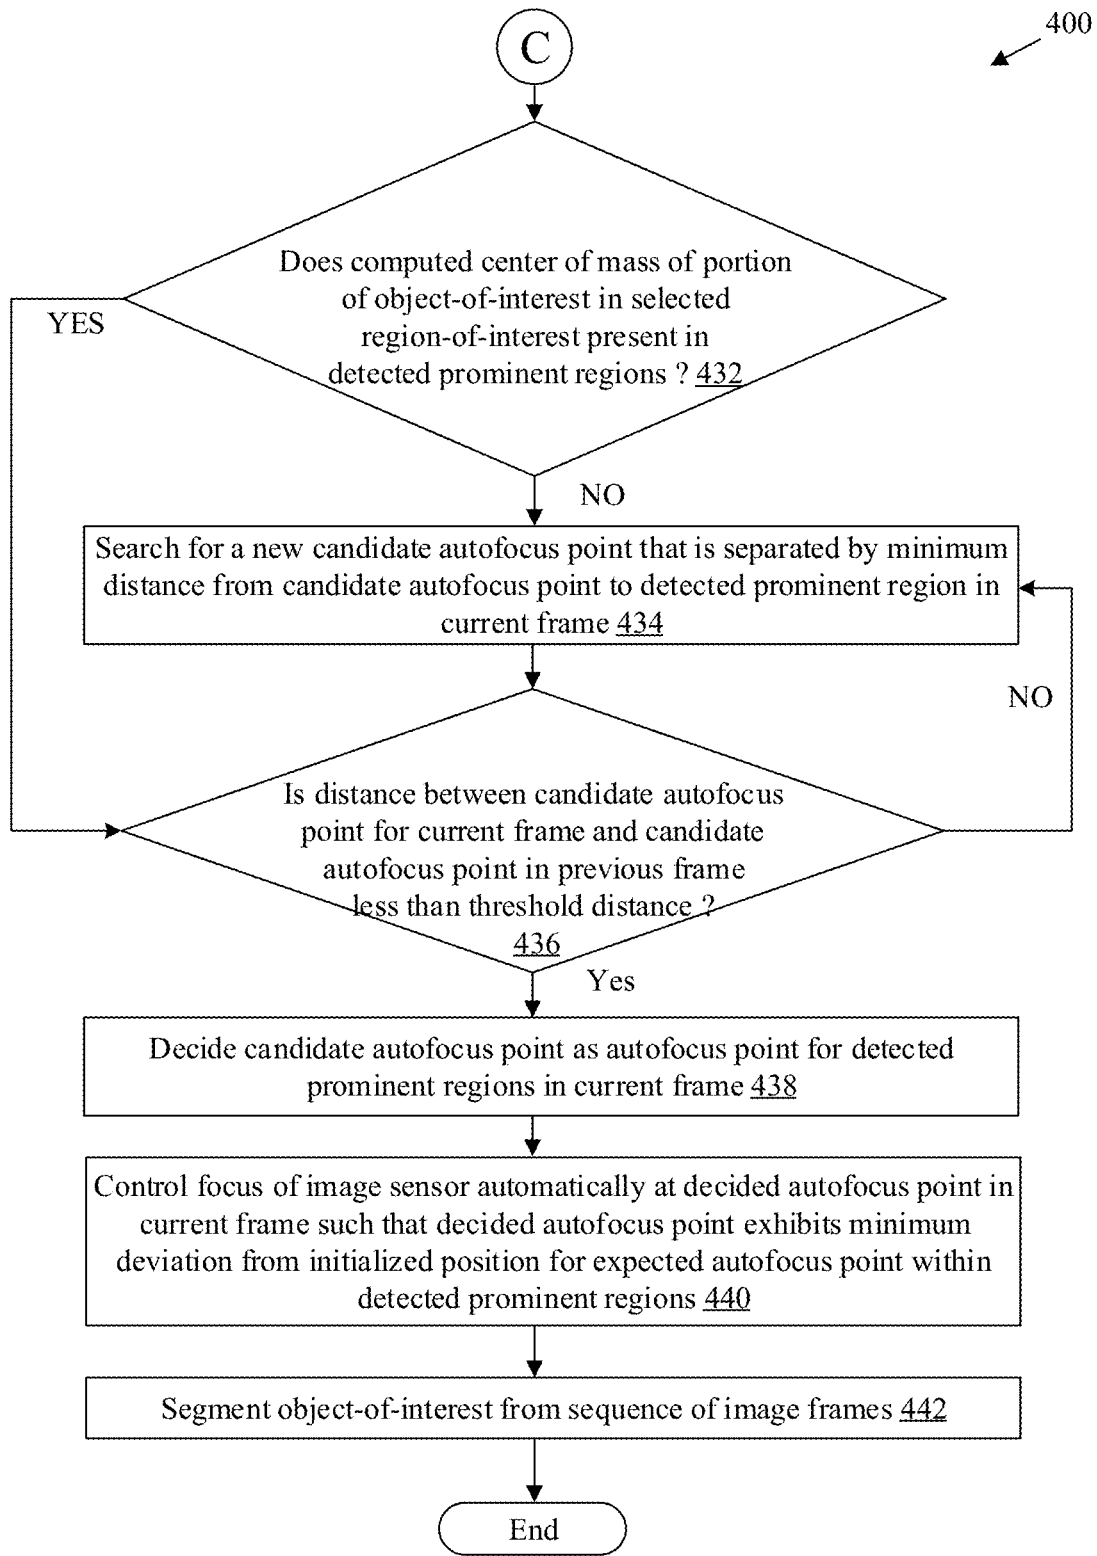 400
C
Does computed center of mass of portion
of object-of-interest in selected
region-of-interest present in
detected prominent regions ? 432
YES
NO
Search for a new candidate autofocus point that is separated by minimum
distance from candidate autofocus point to detected prominent region in
current frame 434
NO
Is distance between candidate autofocus
point for current frame and candidate
autofocus point in previous frame
less than threshold distance ?
436
Yes
Decide candidate autofocus point as autofocus point for detected
prominent regions in current frame 438
Control focus of image sensor automatically at decided autofocus point in
current frame such that decided autofocus point exhibits minimum
deviation from initialized position for expected autofocus point within
detected prominent regions 440
Segment object-of-interest from sequence of image frames 442
End